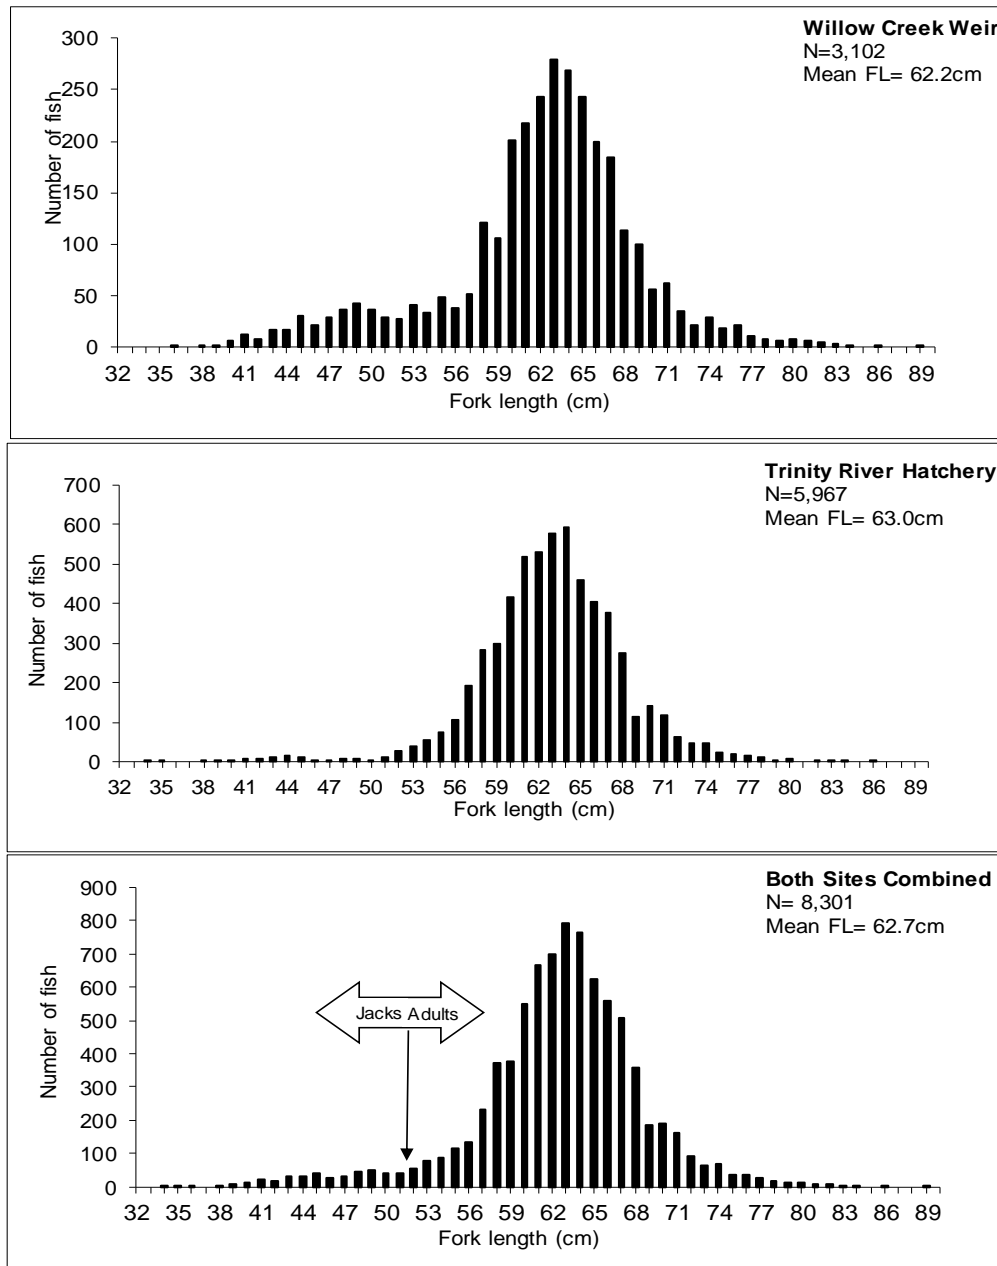 Willow Creek Weir
N=3,102
Mean FL= 62.2cm
Number of fish
300
250
200
150
100
50
0
32 35 38 41 44 47 50 53 56 59 62 65 68 71 74 77 80 83 86 89
Fork length (cm)
Trinity River Hatchery
N=5,967
Mean FL= 63.0cm
Number of fish
700
600
500
400
300
200
100
0
32 35 38 41 44 47 50 53 56 59 62 65 68 71 74 77 80 83 86 89
Fork length (cm)
Both Sites Combined
N= 8,301
Mean FL= 62.7cm
Number of fish
900
800
700
600
500
400
300
200
100
0
Jacks Adults
32 35 38 41 44 47 50 53 56 59 62 65 68 71 74 77 80 83 86 89
Fork length (cm)